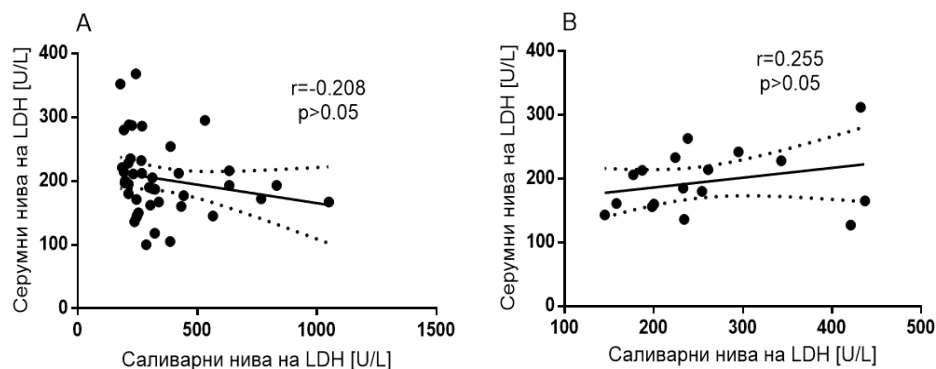 A
Серумни нива на LDH [U/L]
400
300
200
100
0
r=-0.208
p>0.05
0
500
1000
1500
Саливарни нива на LDH [U/L]
B
Серумни нива на LDH [U/L]
400
300
200
100
0
r=0.255
p>0.05
100
200
300
400
500
Саливарни нива на LDH [U/L]